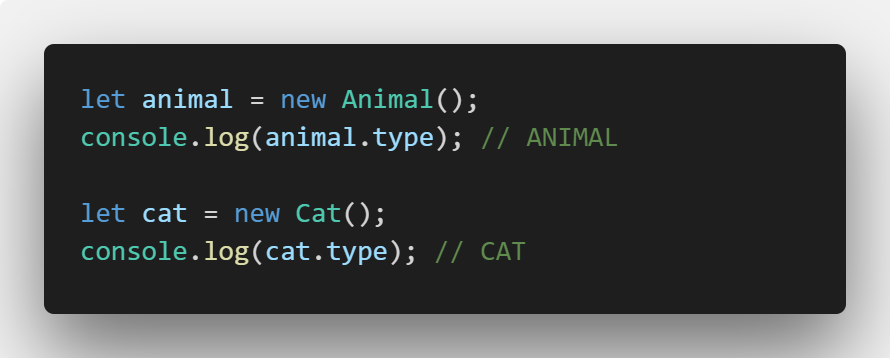 let animal = new Animal();
console.log(animal.type); // ANIMAL
let cat = new Cat();
console.log(cat.type); // CAT